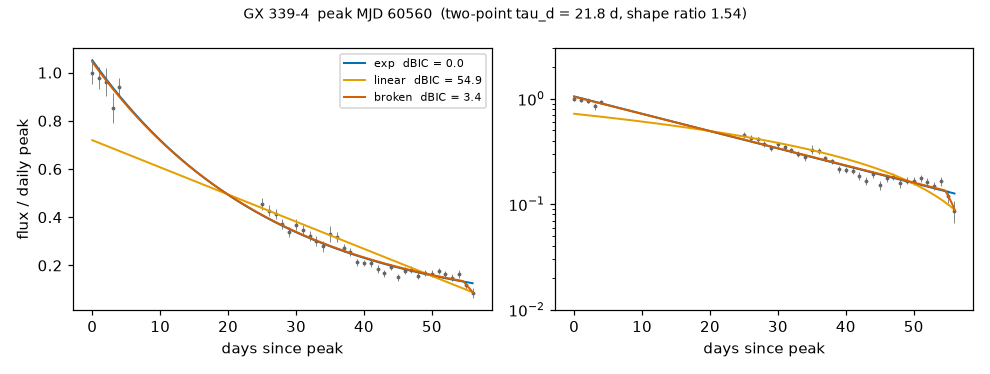 GX 339-4 peak MJD 60560 (two-point tau_d = 21.8 d, shape ratio 1.54)
flux / daily peak
1.0
0.8
0.6
0.4
0.2
exp dBIC = 0.0
linear dBIC = 54.9
broken dBIC = 3.4
0 10 20 30 40 50
days since peak
10⁰
10⁻¹
10⁻²
0 10 20 30 40 50
days since peak